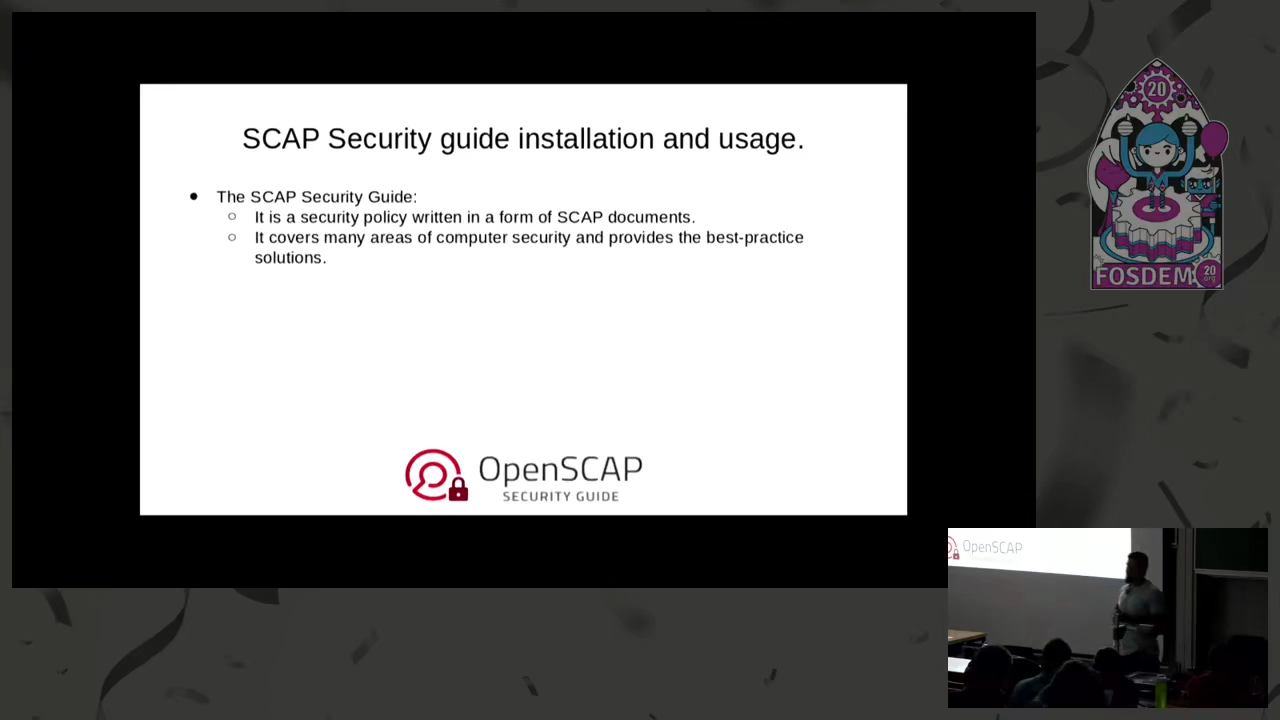 SCAP Security guide installation and usage.
● The SCAP Security Guide:
○ It is a security policy written in a form of SCAP documents.
○ It covers many areas of computer security and provides the best-practice
solutions.
OpenSCAP
SECURITY GUIDE
20
FOSDEM
20
.org
OpenSCAP